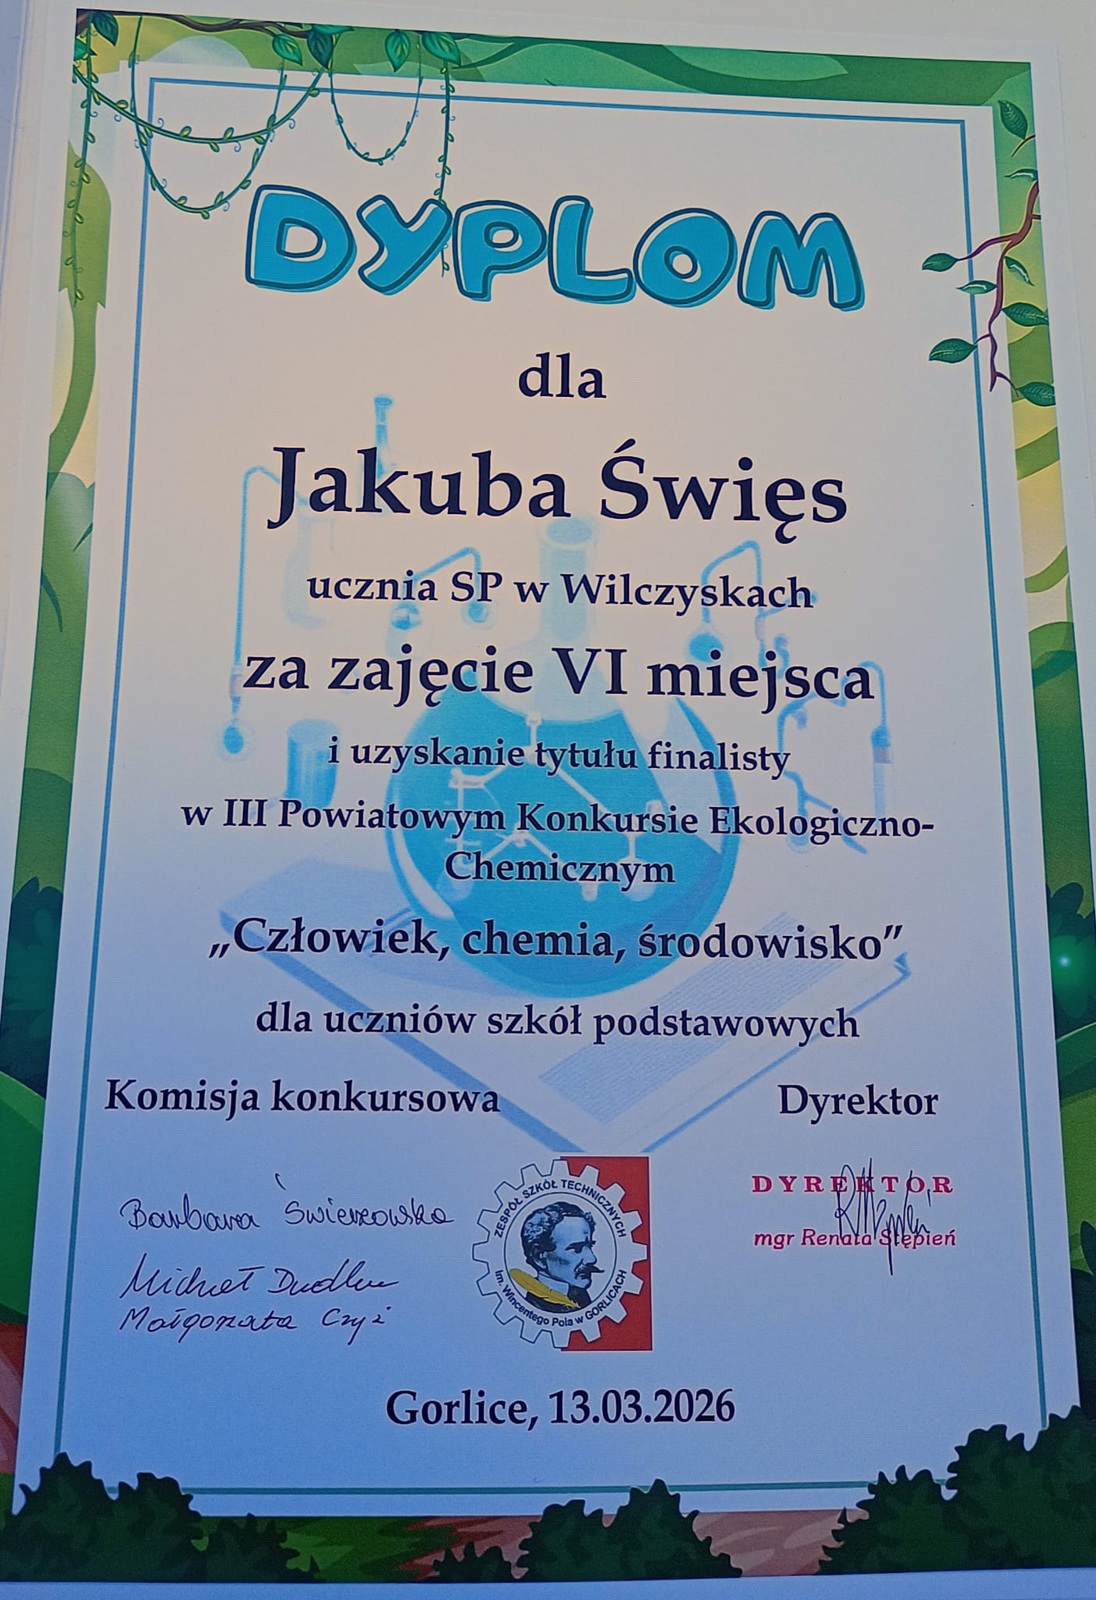 DYPLOM
dla
Jakuba Święs
ucznia SP w Wilczyskach
za zajęcie VI miejsca
i uzyskanie tytułu finalisty
w III Powiatowym Konkursie Ekologiczno-
Chemicznym
„Człowiek, chemia, środowisko”
dla uczniów szkół podstawowych
Komisja konkursowa
Dyrektor
Barbara Świerzowska
Michał
Małgorzata Czyż
ZESPÓŁ SZKÓŁ TECHNICZNYCH
im. Wincentego Pola w GORLICACH
DYREKTOR
mgr Renata Stępień
Gorlice, 13.03.2026